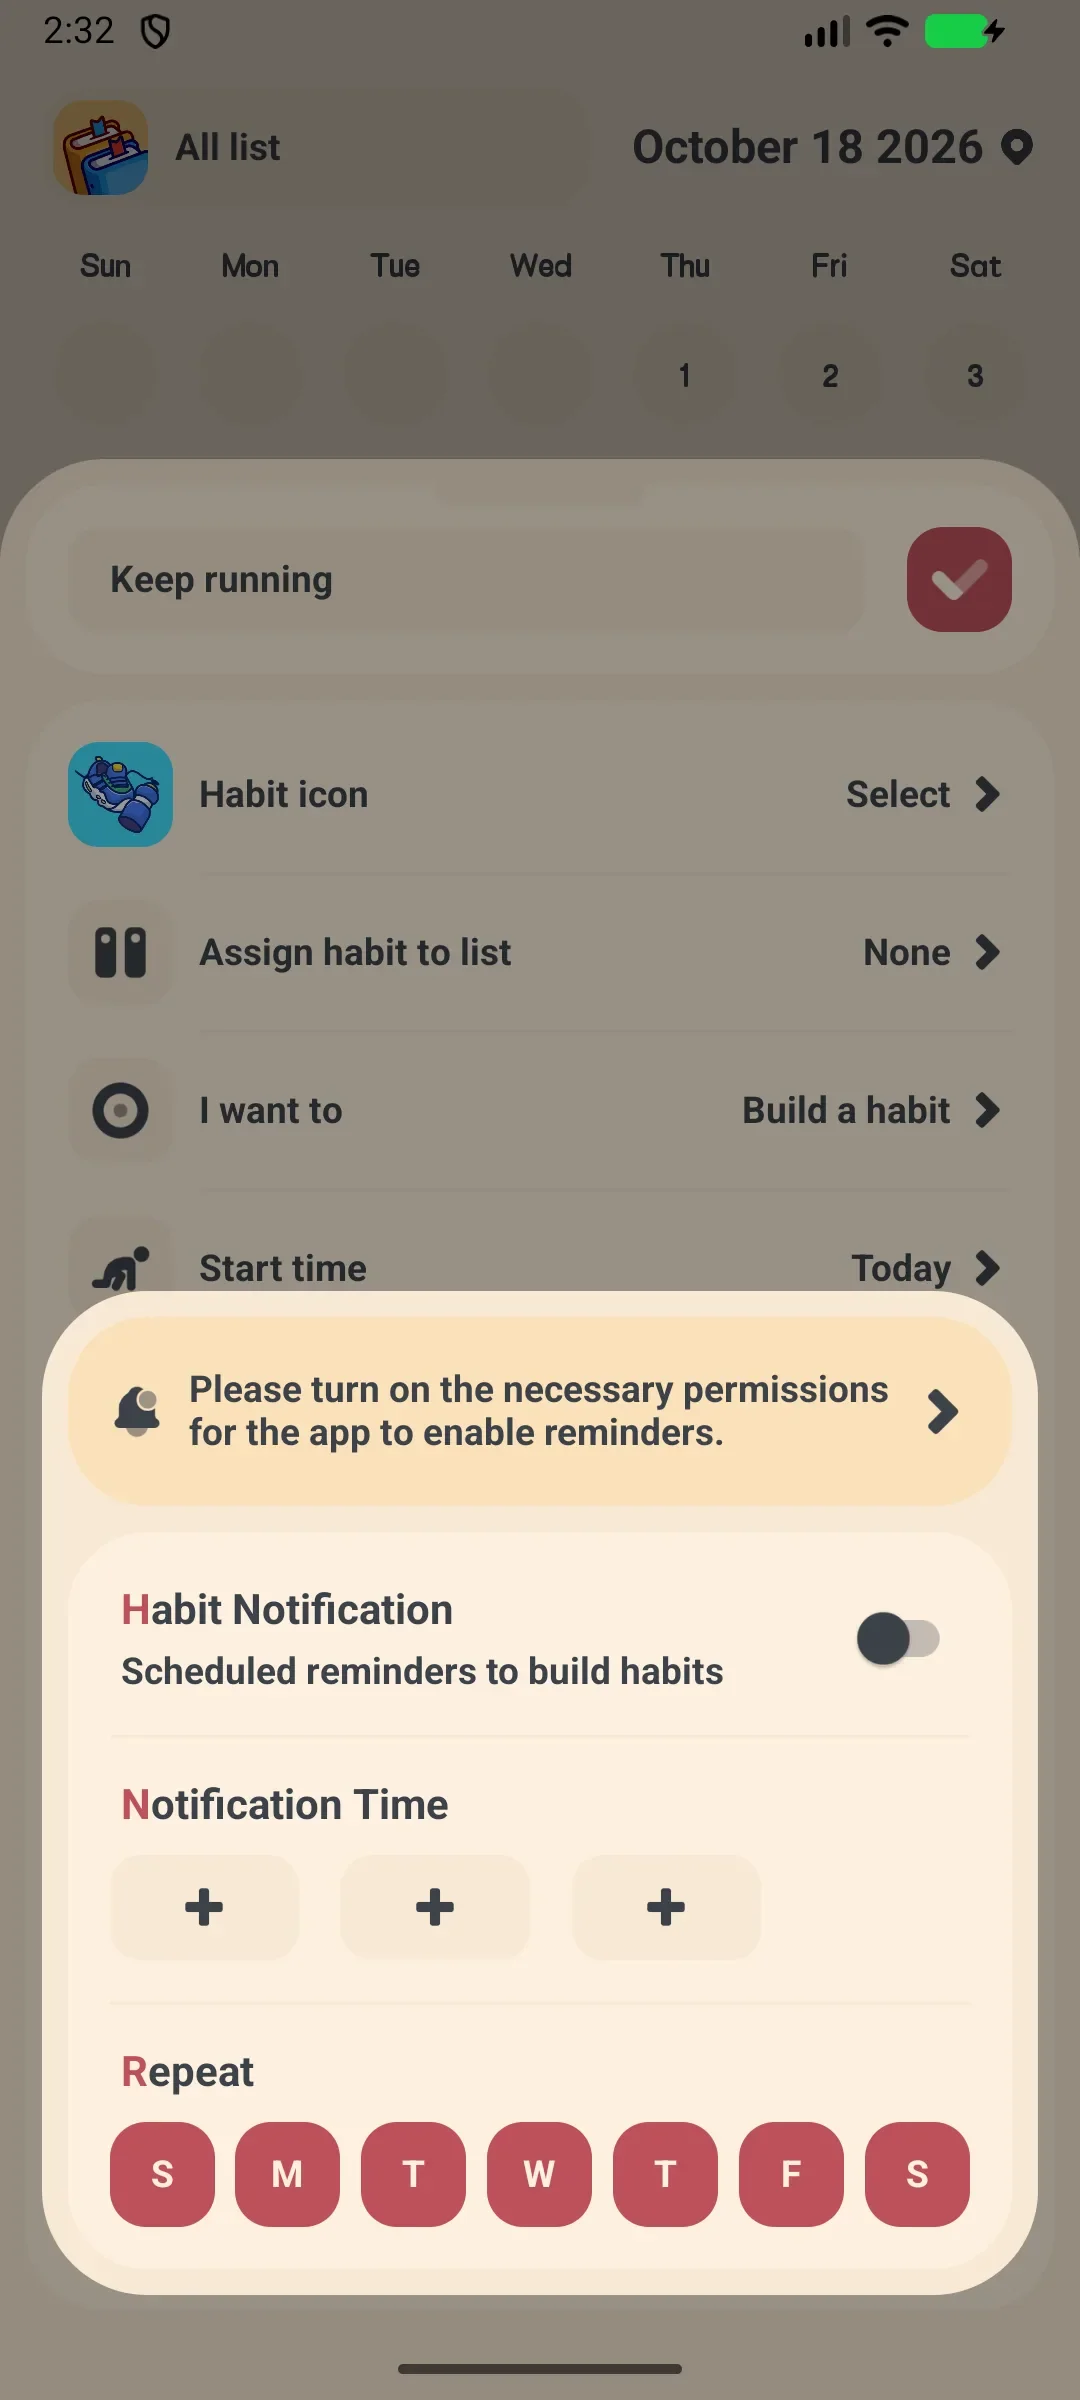 2:32
All list
October 18 2026
Sun Mon Tue Wed Thu Fri Sat
1 2 3
Keep running
Habit icon Select
Assign habit to list None
I want to Build a habit
Start time Today
Please turn on the necessary permissions
for the app to enable reminders.
Habit Notification
Scheduled reminders to build habits
Notification Time
Repeat
S M T W T F S